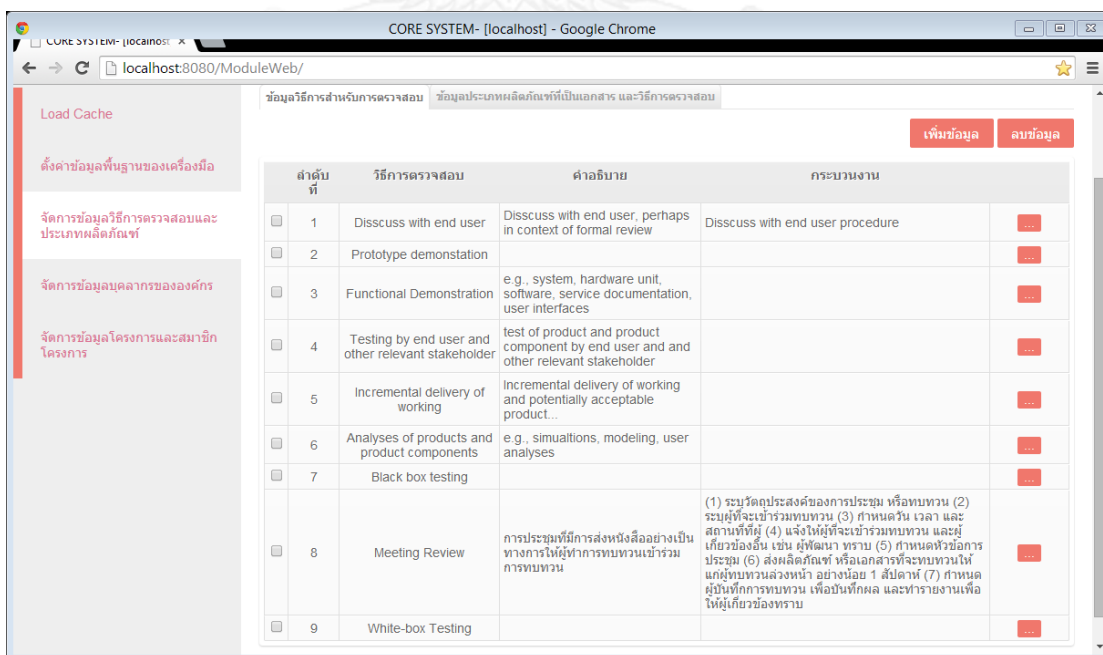 CORE SYSTEM- [localhost] - Google Chrome
CORE SYSTEM- [localhost ×
localhost:8080/ModuleWeb/
Load Cache
ตั้งค่าข้อมูลพื้นฐานของเครื่องมือ
จัดการข้อมูลวิธีการตรวจสอบและ
ประเภทผลิตภัณฑ์
จัดการข้อมูลบุคลากรขององค์กร
จัดการข้อมูลโครงการและสมาชิก
โครงการ
ข้อมูลวิธีการสำหรับการตรวจสอบ ข้อมูลประเภทผลิตภัณฑ์ที่เป็นเอกสาร และวิธีการตรวจสอบ
เพิ่มข้อมูล ลบข้อมูล
ลำดับ
ที่
วิธีการตรวจสอบ คำอธิบาย กระบวนงาน
1 Disscuss with end user
Disscuss with end user, perhaps
in context of formal review
Disscuss with end user procedure ...
2 Prototype demonstation ...
3 Functional Demonstration
e.g., system, hardware unit,
software, service documentation,
user interfaces
...
4
Testing by end user and
other relevant stakeholder
test of product and product
component by end user and and
other relevant stakeholder
...
5
Incremental delivery of
working
Incremental delivery of working
and potentially acceptable
product...
...
6
Analyses of products and
product components
e.g., simualtions, modeling, user
analyses
...
7 Black box testing ...
8 Meeting Review
การประชุมที่มีการส่งหนังสืออย่างเป็น
ทางการให้ผู้ทำการทบทวนเข้าร่วม
การทบทวน
(1) ระบุวัตถุประสงค์ของการประชุม หรือทบทวน (2)
ระบุผู้ที่จะเข้าร่วมทบทวน (3) กำหนดวัน เวลา และ
สถานที่ที่ผู้ (4) แจ้งให้ผู้ที่จะเข้าร่วมทบทวน และผู้
เกี่ยวข้องอื่น เช่น ผู้พัฒนา ทราบ (5) กำหนดหัวข้อการ
ประชุม (6) ส่งผลิตภัณฑ์ หรือเอกสารที่จะทบทวนให้
แก่ผู้ทบทวนล่วงหน้า อย่างน้อย 1 สัปดาห์ (7) กำหนด
ผู้บันทึกการทบทวน เพื่อบันทึกผล และทำรายงานเพื่อ
ให้ผู้เกี่ยวข้องทราบ
...
9 White-box Testing ...